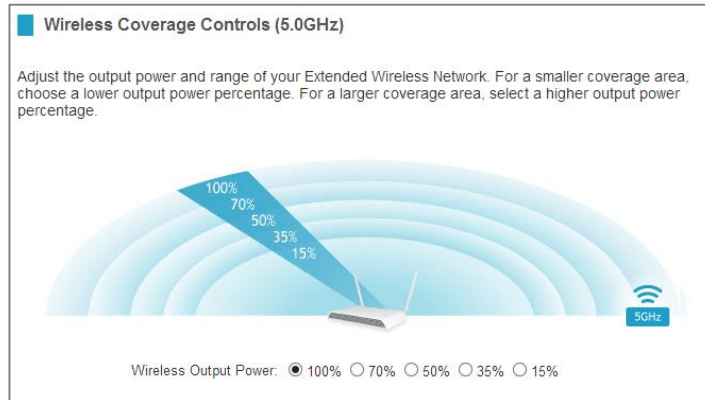 Wireless Coverage Controls (5.0GHz)
Adjust the output power and range of your Extended Wireless Network. For a smaller coverage area,
choose a lower output power percentage. For a larger coverage area, select a higher output power
percentage.
100%
70%
50%
35%
15%
5GHz
Wireless Output Power: 100% 70% 50% 35% 15%